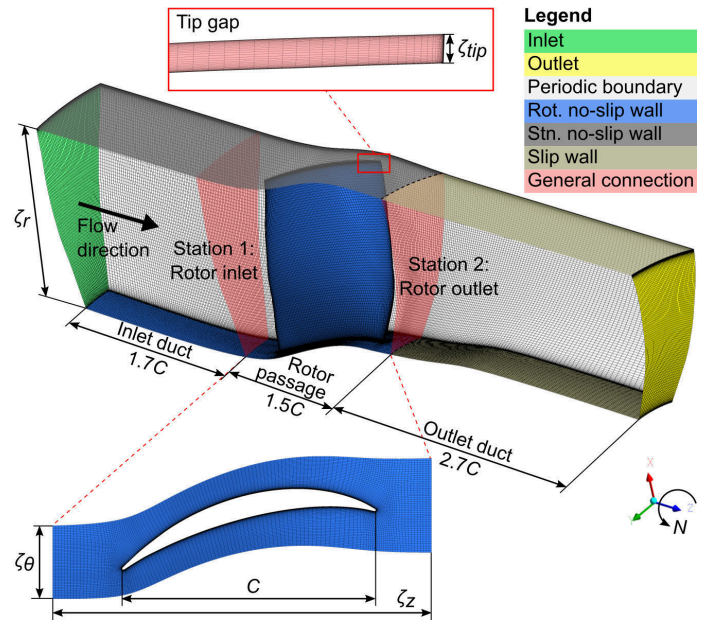 Tip gap
ζtip
Legend
Inlet
Outlet
Periodic boundary
Rot. no-slip wall
Stn. no-slip wall
Slip wall
General connection
ζr
Flow
direction
Station 1:
Rotor inlet
Station 2:
Rotor outlet
Inlet duct
1.7C
Rotor
passage
1.5C
Outlet duct
2.7C
X
Y
Z
N
ζθ
C
ζz